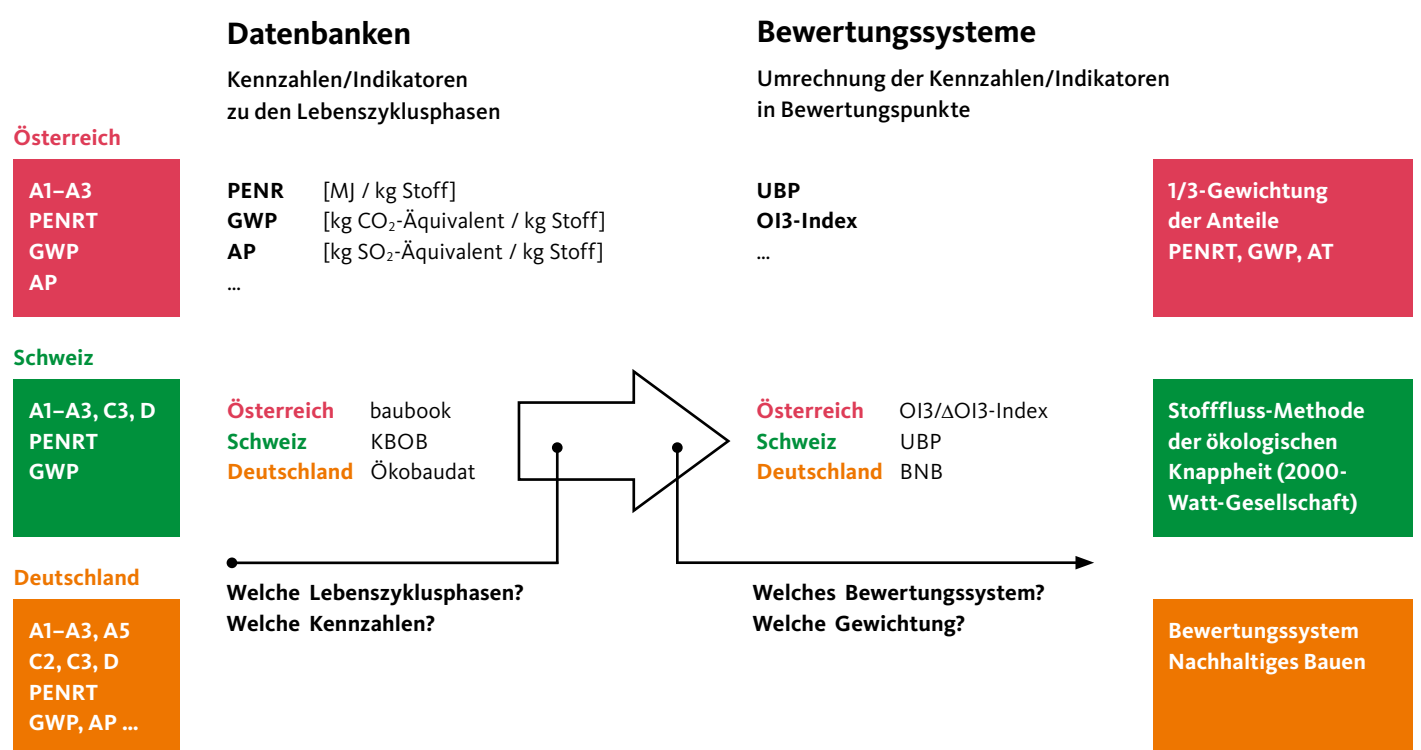 Datenbanken
Kennzahlen/Indikatoren
zu den Lebenszyklusphasen
Bewertungssysteme
Umrechnung der Kennzahlen/Indikatoren
in Bewertungspunkte
Österreich
A1–A3
PENRT
GWP
AP
PENR [MJ / kg Stoff]
GWP [kg CO₂-Äquivalent / kg Stoff]
AP [kg SO₂-Äquivalent / kg Stoff]
...
UBP
OI3-Index
...
1/3-Gewichtung
der Anteile
PENRT, GWP, AT
Schweiz
A1–A3, C3, D
PENRT
GWP
Österreich baubook
Schweiz KBOB
Deutschland Ökobaudat
Österreich OI3/∆OI3-Index
Schweiz UBP
Deutschland BNB
Stofffluss-Methode
der ökologischen
Knappheit (2000-
Watt-Gesellschaft)
Deutschland
A1–A3, A5
C2, C3, D
PENRT
GWP, AP ...
Welche Lebenszyklusphasen?
Welche Kennzahlen?
Welches Bewertungssystem?
Welche Gewichtung?
Bewertungssystem
Nachhaltiges Bauen